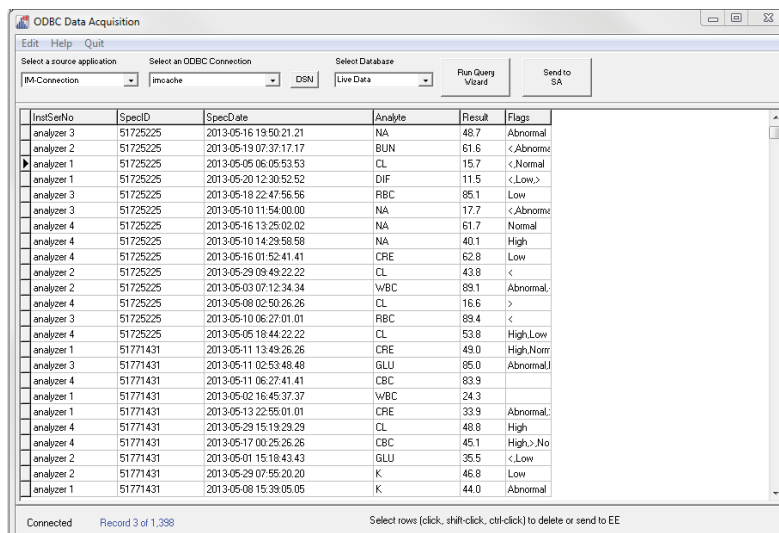 ODBC Data Acquisition
Edit Help Quit
Select a source application Select an ODBC Connection Select Database
IM-Connection imcache DSN Live Data Run Query Wizard Send to SA
InstSerNo SpecID SpecDate Analyte Result Flags
analyzer 3 51725225 2013-05-16 19:50:21.21 NA 48.7 Abnormal
analyzer 2 51725225 2013-05-19 07:37:17.17 BUN 61.6 <,Abnorma
analyzer 1 51725225 2013-05-05 06:05:53.53 CL 15.7 <,Normal
analyzer 1 51725225 2013-05-20 12:30:52.52 DIF 11.5 <,Low,>
analyzer 3 51725225 2013-05-18 22:47:56.56 RBC 85.1 Low
analyzer 3 51725225 2013-05-10 11:54:00.00 NA 17.7 <,Abnorma
analyzer 4 51725225 2013-05-16 13:25:02.02 NA 61.7 Normal
analyzer 4 51725225 2013-05-10 14:29:58.58 NA 40.1 High
analyzer 4 51725225 2013-05-16 01:52:41.41 CRE 62.8 Low
analyzer 2 51725225 2013-05-29 09:49:22.22 CL 43.8 <
analyzer 2 51725225 2013-05-03 07:12:34.34 WBC 89.1 Abnormal,
analyzer 4 51725225 2013-05-08 02:50:26.26 CL 16.6 >
analyzer 3 51725225 2013-05-10 06:27:01.01 RBC 89.4 <
analyzer 4 51725225 2013-05-05 18:44:22.22 CL 53.8 High,Low
analyzer 1 51771431 2013-05-11 13:49:26.26 CRE 49.0 High,Norm
analyzer 3 51771431 2013-05-11 02:53:48.48 GLU 85.0 Abnormal,
analyzer 4 51771431 2013-05-11 06:27:41.41 CBC 83.9
analyzer 1 51771431 2013-05-02 16:45:37.37 WBC 24.3
analyzer 1 51771431 2013-05-13 22:55:01.01 CRE 33.9 Abnormal,
analyzer 4 51771431 2013-05-29 15:19:29.29 CL 48.8 High
analyzer 4 51771431 2013-05-17 00:25:26.26 CBC 45.1 High,>,No
analyzer 2 51771431 2013-05-01 15:18:43.43 GLU 35.5 <,Low
analyzer 2 51771431 2013-05-29 07:55:20.20 K 46.8 Low
analyzer 1 51771431 2013-05-08 15:39:05.05 K 44.0 Abnormal
Connected Record 3 of 1,398 Select rows (click, shift-click, ctrl-click) to delete or send to EE